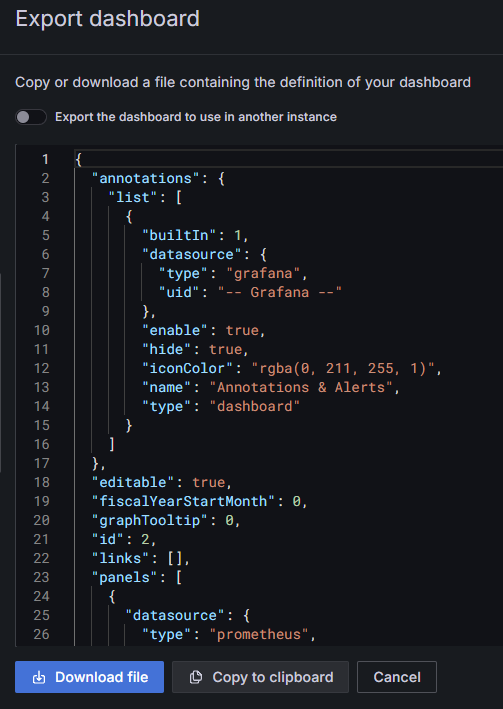 Export dashboard
Copy or download a file containing the definition of your dashboard
Export the dashboard to use in another instance
1 {
2 "annotations": {
3 "list": [
4 {
5 "builtIn": 1,
6 "datasource": {
7 "type": "grafana",
8 "uid": "-- Grafana --"
9 },
10 "enable": true,
11 "hide": true,
12 "iconColor": "rgba(0, 211, 255, 1)",
13 "name": "Annotations & Alerts",
14 "type": "dashboard"
15 }
16 ]
17 },
18 "editable": true,
19 "fiscalYearStartMonth": 0,
20 "graphTooltip": 0,
21 "id": 2,
22 "links": [],
23 "panels": [
24 {
25 "datasource": {
26 "type": "prometheus",
Download file Copy to clipboard Cancel